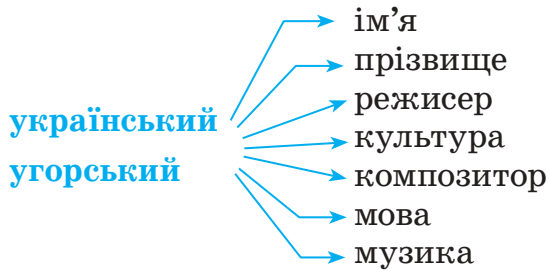 український
угорський
ім’я
прізвище
режисер
культура
композитор
мова
музика